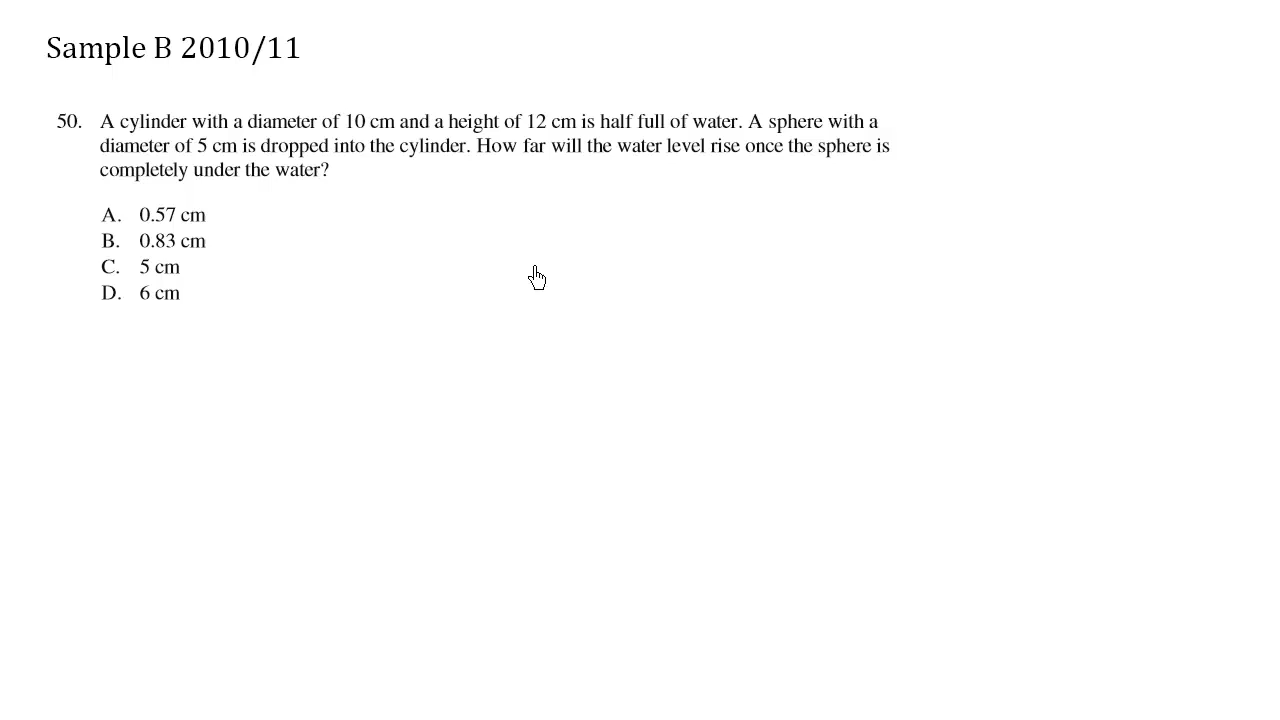 Sample B 2010/11
50. A cylinder with a diameter of 10 cm and a height of 12 cm is half full of water. A sphere with a
diameter of 5 cm is dropped into the cylinder. How far will the water level rise once the sphere is
completely under the water?
A. 0.57 cm
B. 0.83 cm
C. 5 cm
D. 6 cm